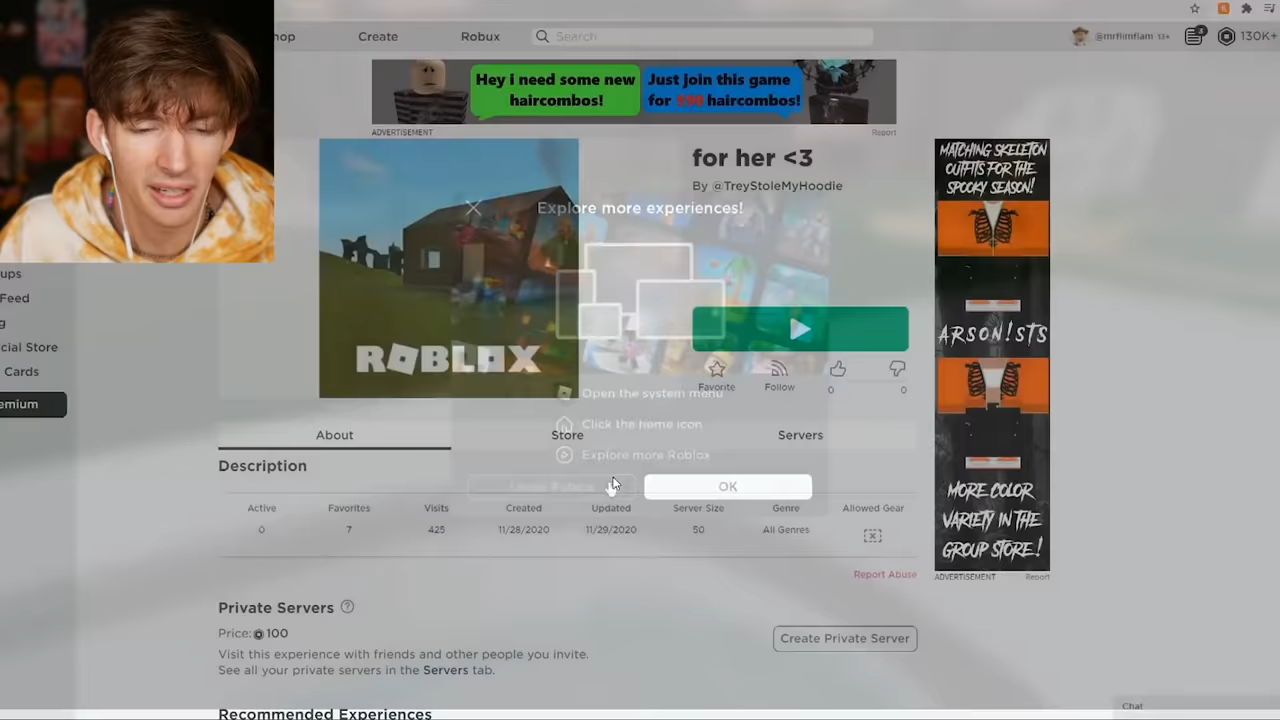 hop
Create
Roblox
Search
@mrflimflam 13+
130K+
Hey i need some new
haircombos!
Just join this game
for haircombos!
ADVERTISEMENT
Report
for her <3
By @TreyStoleMyHoodie
Explore more experiences!
ROBLOX
Favorite
Follow
0
0
Open the system menu
Click the home icon
Explore more Roblox
OK
ups
Feed
g
cial Store
Cards
emium
About
Store
Servers
Description
Active
Favorites
Visits
Created
Updated
Server Size
Genre
Allowed Gear
0
7
425
11/28/2020
11/29/2020
50
All Genres
Report Abuse
Private Servers
Price: 100
Create Private Server
Visit this experience with friends and other people you invite.
See all your private servers in the Servers tab.
Recommended Experiences
MATCHING SKELETON
OUTFITS FOR THE
SPOOKY SEASON!
ARSON!STS
MORE COLOR
VARIETY IN THE
GROUP STORE!
ADVERTISEMENT
Report
Chat